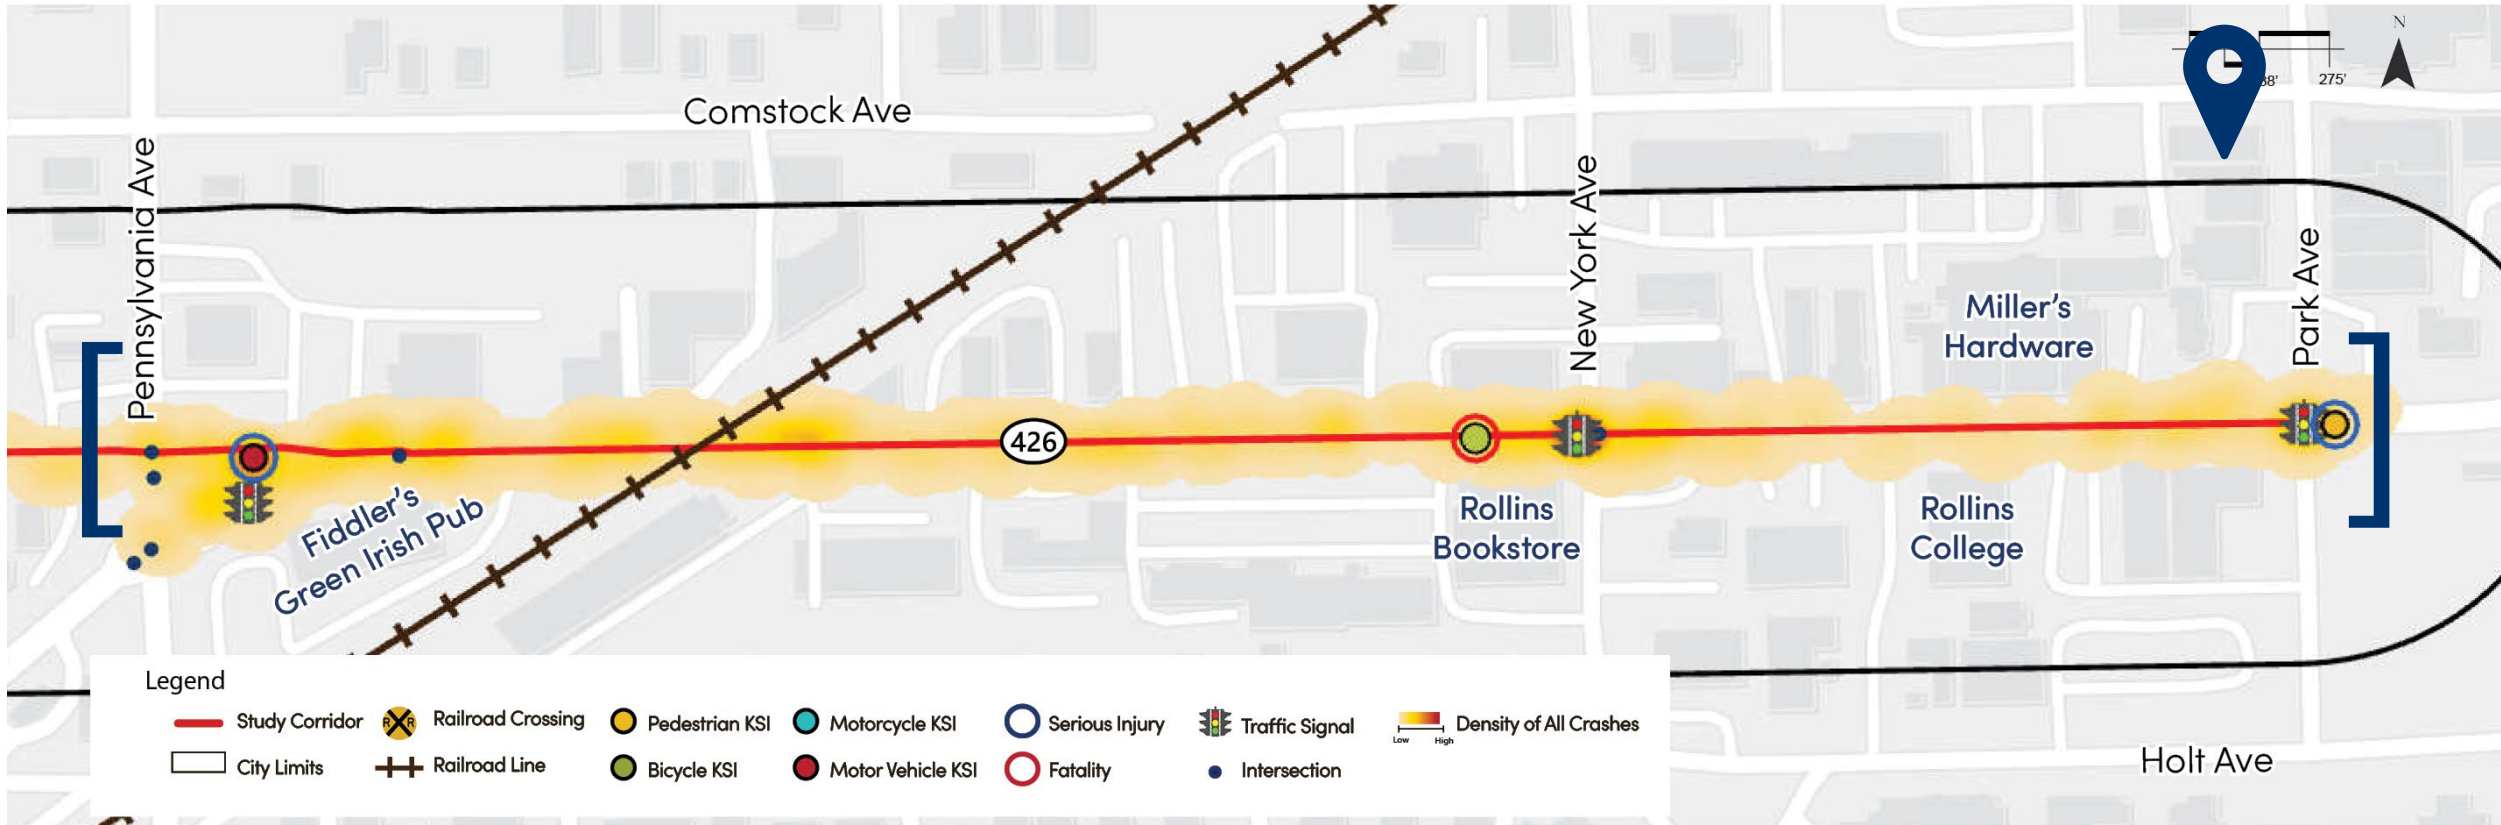 N
38'
275'
Comstock Ave
Pennsylvania Ave
New York Ave
Park Ave
Miller's
Hardware
426
Fiddler's
Green Irish Pub
Rollins
Bookstore
Rollins
College
Holt Ave
Legend
Study Corridor
R R
Railroad Crossing
Pedestrian KSI
Motorcycle KSI
Serious Injury
Traffic Signal
Low High
Density of All Crashes
City Limits
Railroad Line
Bicycle KSI
Motor Vehicle KSI
Fatality
Intersection